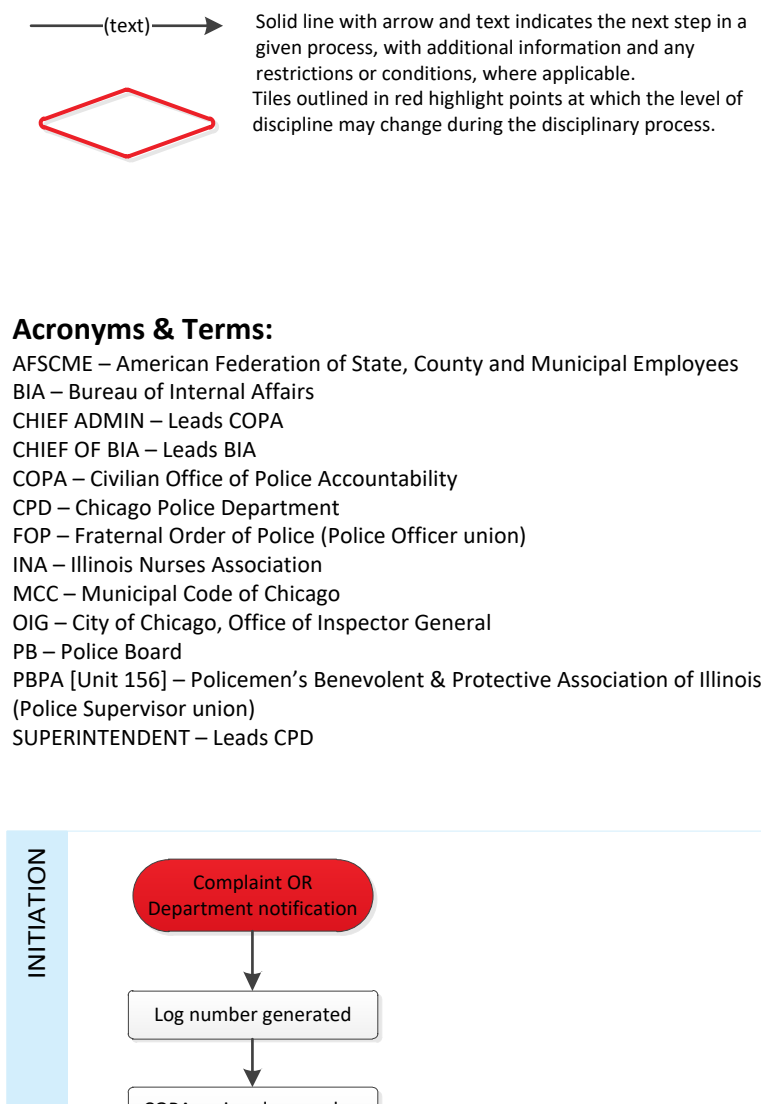 (text)
Solid line with arrow and text indicates the next step in a
given process, with additional information and any
restrictions or conditions, where applicable.
Tiles outlined in red highlight points at which the level of
discipline may change during the disciplinary process.
Acronyms & Terms:
AFSCME – American Federation of State, County and Municipal Employees
BIA – Bureau of Internal Affairs
CHIEF ADMIN – Leads COPA
CHIEF OF BIA – Leads BIA
COPA – Civilian Office of Police Accountability
CPD – Chicago Police Department
FOP – Fraternal Order of Police (Police Officer union)
INA – Illinois Nurses Association
MCC – Municipal Code of Chicago
OIG – City of Chicago, Office of Inspector General
PB – Police Board
PBPA [Unit 156] – Policemen’s Benevolent & Protective Association of Illinois
(Police Supervisor union)
SUPERINTENDENT – Leads CPD
INITIATION
Complaint OR
Department notification
Log number generated